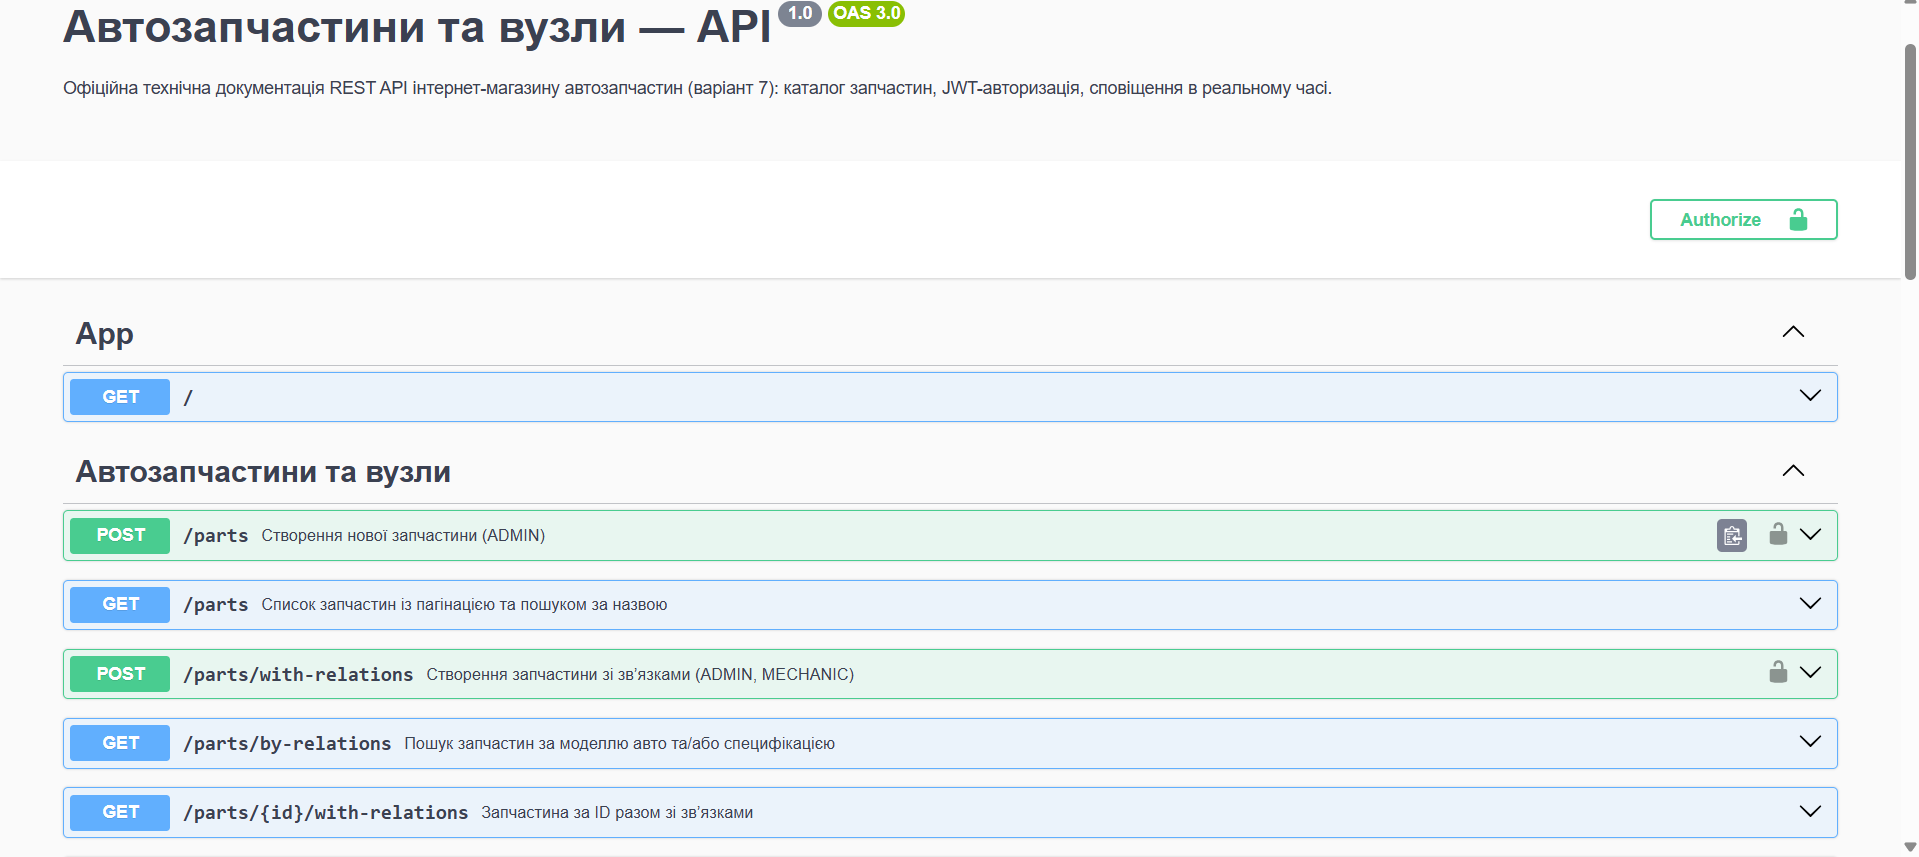 Автозапчастини та вузли — API 1.0 OAS 3.0
Офіційна технічна документація REST API інтернет-магазину автозапчастин (варіант 7): каталог запчастин, JWT-авторизація, сповіщення в реальному часі.
Authorize
App
GET /
Автозапчастини та вузли
POST /parts Створення нової запчастини (ADMIN)
GET /parts Список запчастин із пагінацією та пошуком за назвою
POST /parts/with-relations Створення запчастини зі зв’язками (ADMIN, MECHANIC)
GET /parts/by-relations Пошук запчастин за моделлю авто та/або специфікацією
GET /parts/{id}/with-relations Запчастина за ID разом зі зв’язками